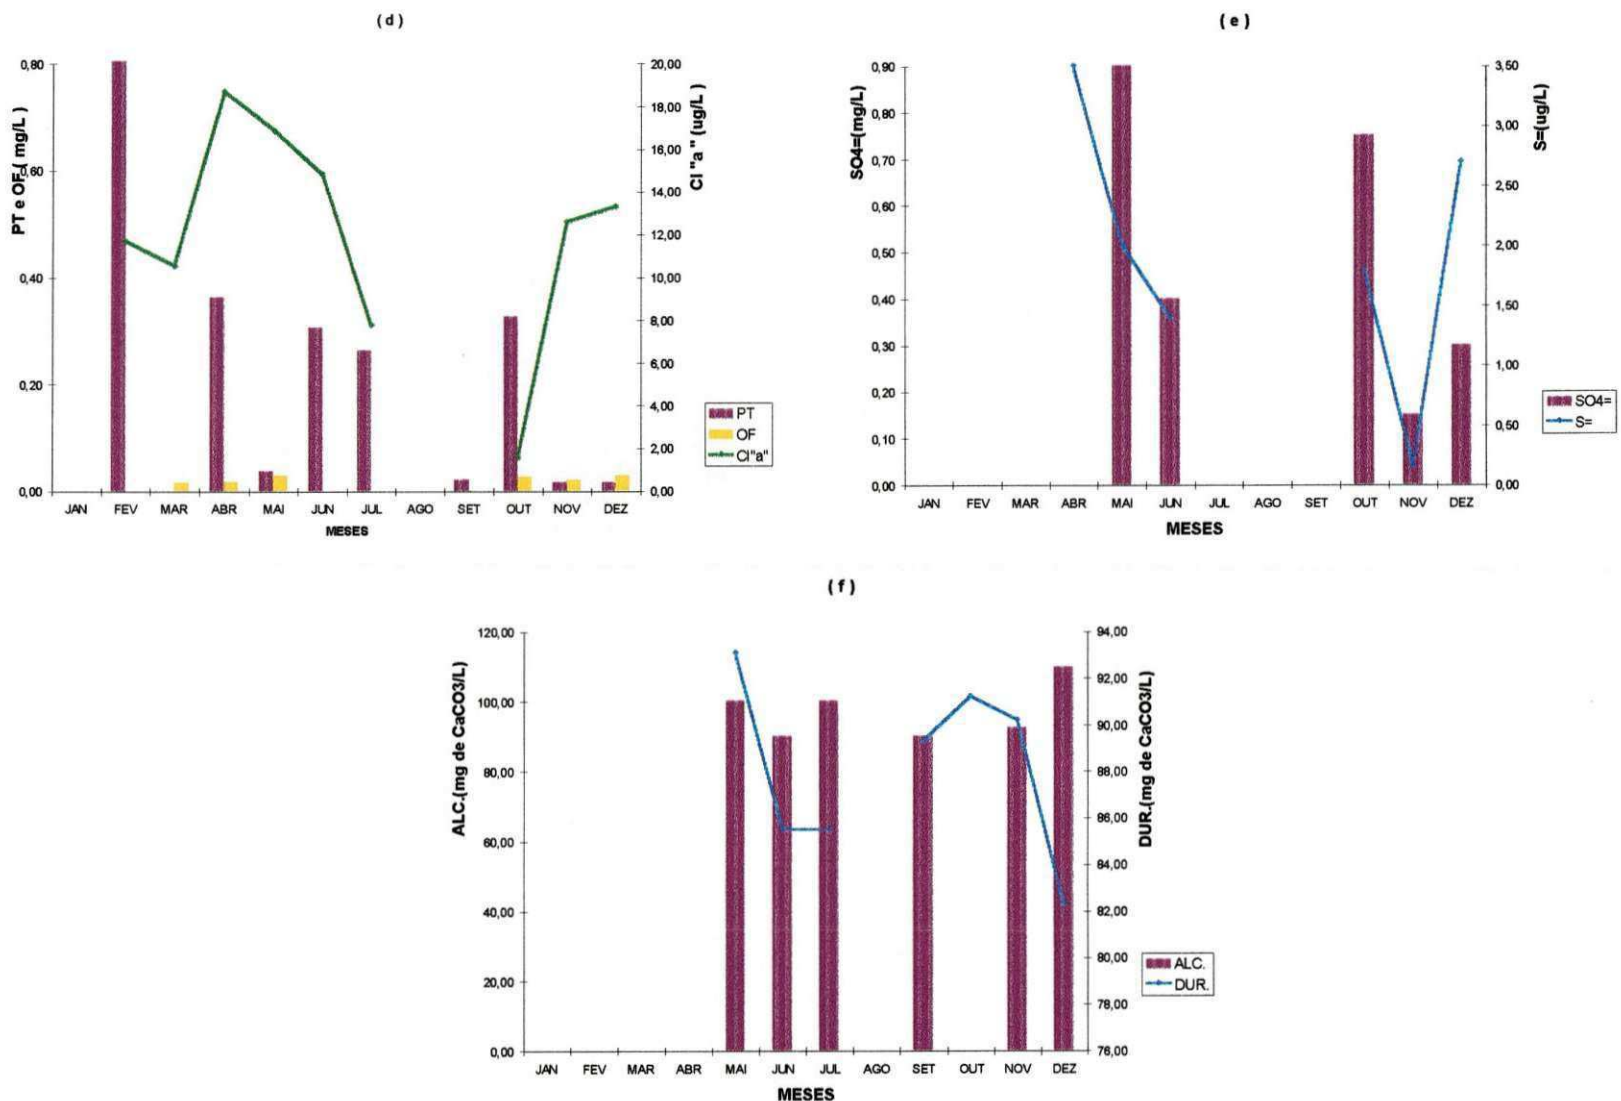 ( d )
PT e OF ( mg/L )
0,80
0,60
0,40
0,20
0,00
20,00
18,00
16,00
14,00
12,00
10,00
8,00
6,00
4,00
2,00
0,00
Cl "a" (ug/L )
PT
OF
Cl"a"
JAN FEV MAR ABR MAI JUN JUL AGO SET OUT NOV DEZ
MESES
( e )
SO4=(mg/L)
0,90
0,80
0,70
0,60
0,50
0,40
0,30
0,20
0,10
0,00
3,50
3,00
2,50
2,00
1,50
1,00
0,50
0,00
S=(ug/L)
SO4=
S=
JAN FEV MAR ABR MAI JUN JUL AGO SET OUT NOV DEZ
MESES
( f )
ALC.(mg de CaCO3/L)
120,00
100,00
80,00
60,00
40,00
20,00
0,00
94,00
92,00
90,00
88,00
86,00
84,00
82,00
80,00
78,00
76,00
DUR.(mg de CaCO3/L)
ALC.
DUR.
JAN FEV MAR ABR MAI JUN JUL AGO SET OUT NOV DEZ
MESES